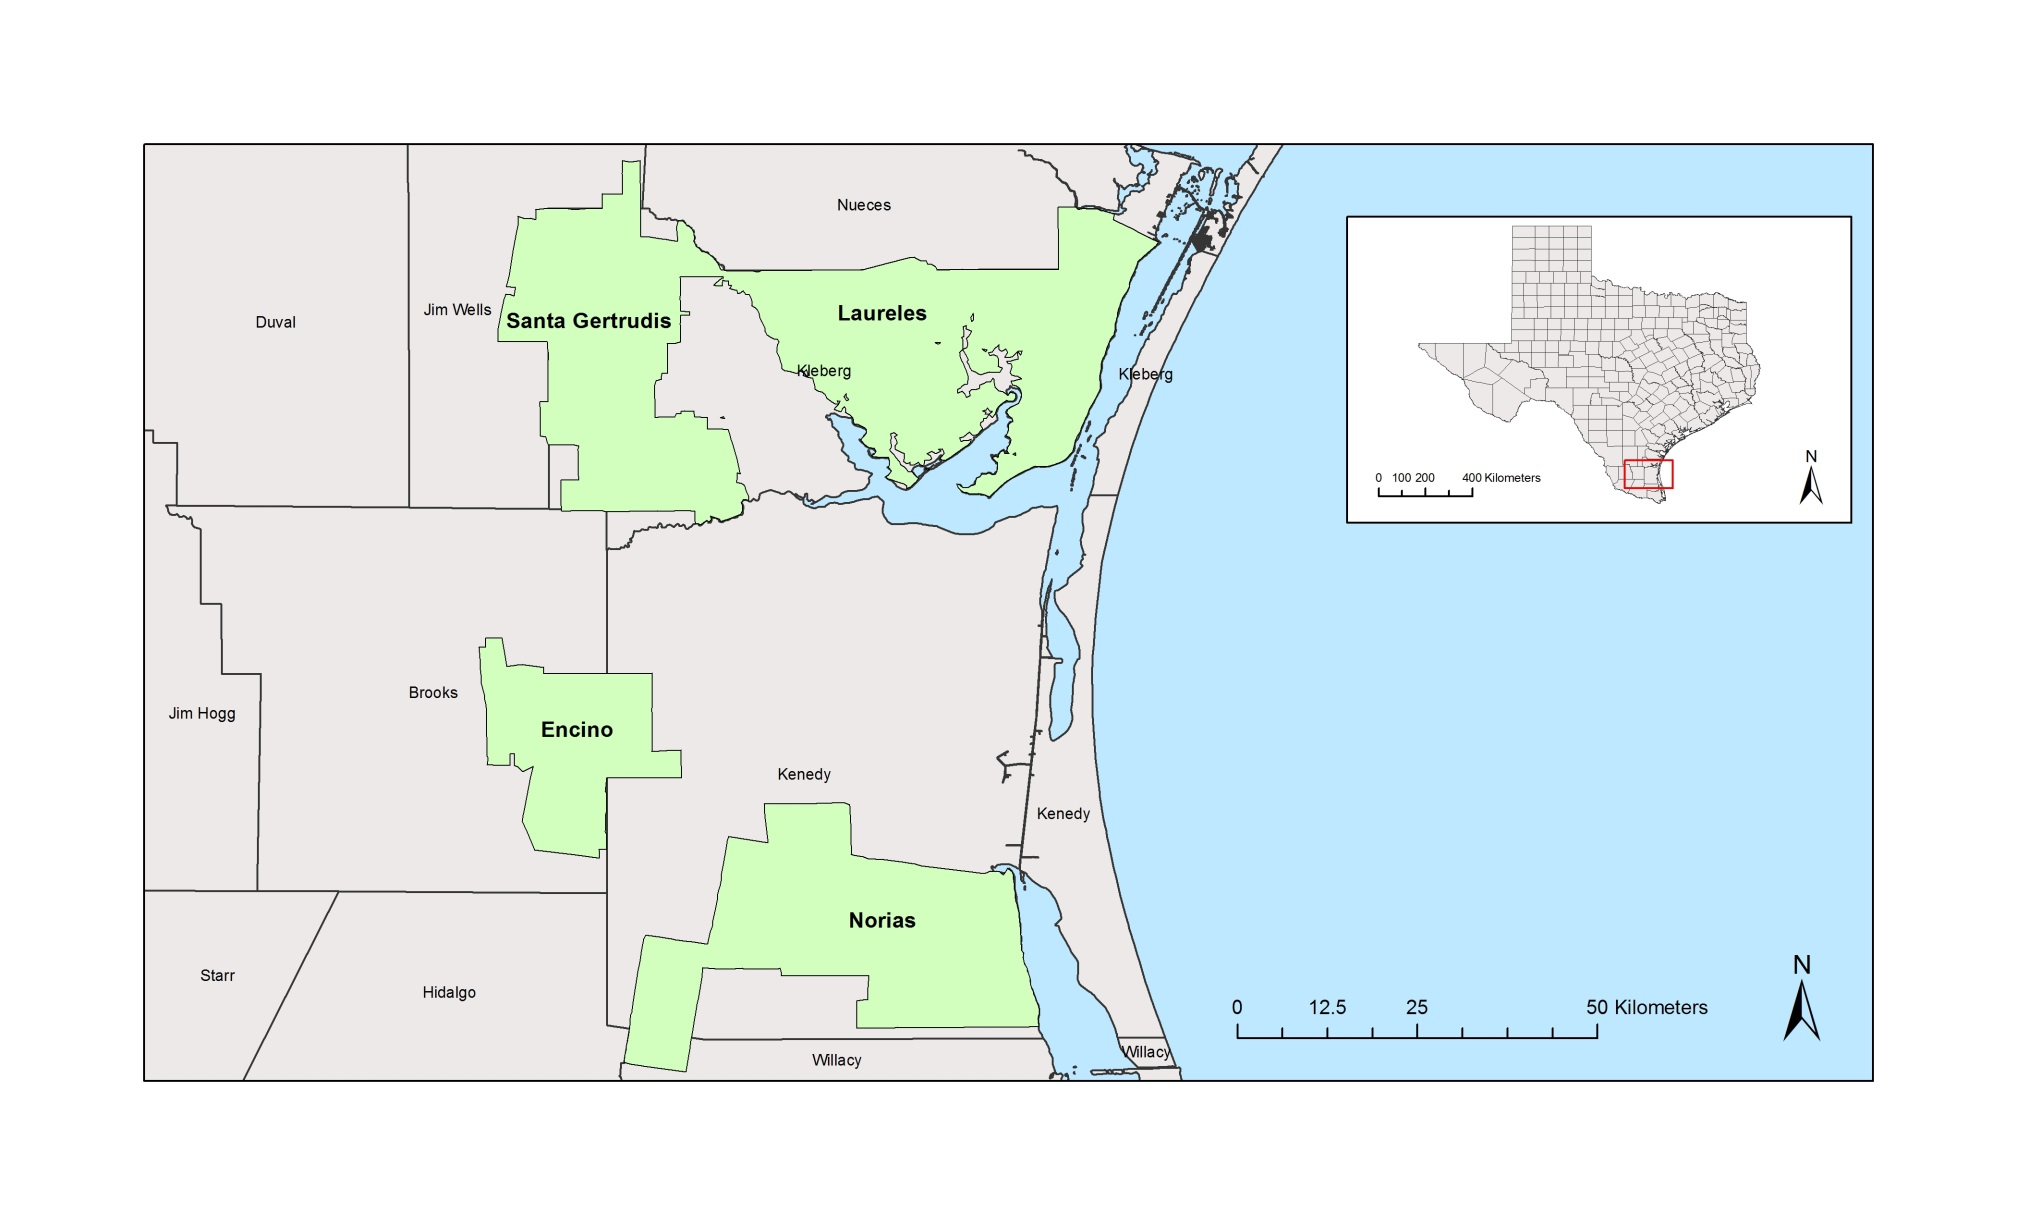 Nueces
Duval
Jim Wells
Santa Gertrudis
Laureles
Kleberg
Kleberg
N
0 100 200 400 Kilometers
Brooks
Jim Hogg
Encino
Kenedy
Kenedy
Norias
Starr
Hidalgo
Willacy
Willacy
N
0 12.5 25 50 Kilometers